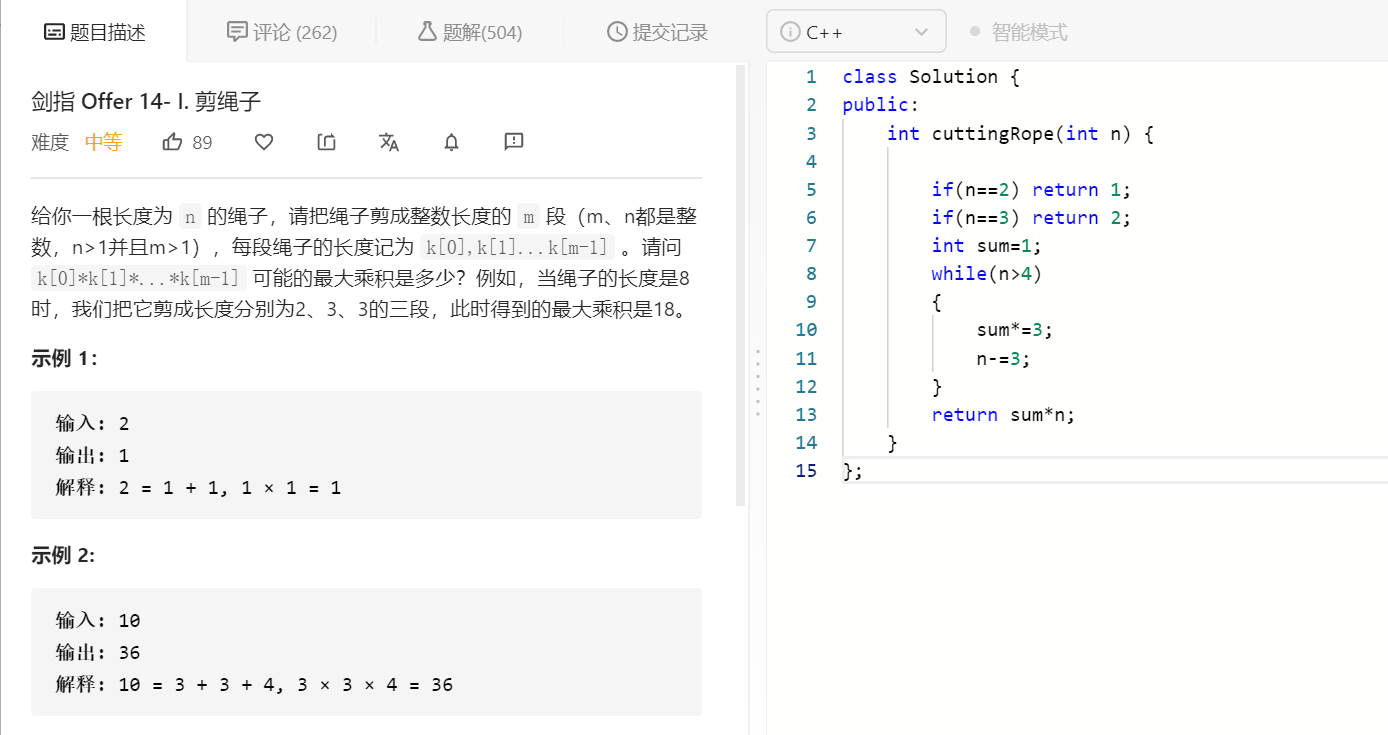 题目描述
评论 (262)
题解(504)
提交记录
剑指 Offer 14- I. 剪绳子
难度 中等 89
给你一根长度为 n 的绳子，请把绳子剪成整数长度的 m 段（m、n都是整
数，n>1并且m>1），每段绳子的长度记为 k[0],k[1]...k[m-1] 。请问
k[0]*k[1]*...*k[m-1] 可能的最大乘积是多少？例如，当绳子的长度是8
时，我们把它剪成长度分别为2、3、3的三段，此时得到的最大乘积是18。
示例 1：
输入: 2
输出: 1
解释: 2 = 1 + 1, 1 × 1 = 1
示例 2:
输入: 10
输出: 36
解释: 10 = 3 + 3 + 4, 3 × 3 × 4 = 36
C++
智能模式
1 class Solution {
2 public:
3     int cuttingRope(int n) {
4
5         if(n==2) return 1;
6         if(n==3) return 2;
7         int sum=1;
8         while(n>4)
9         {
10             sum*=3;
11             n-=3;
12         }
13         return sum*n;
14     }
15 };